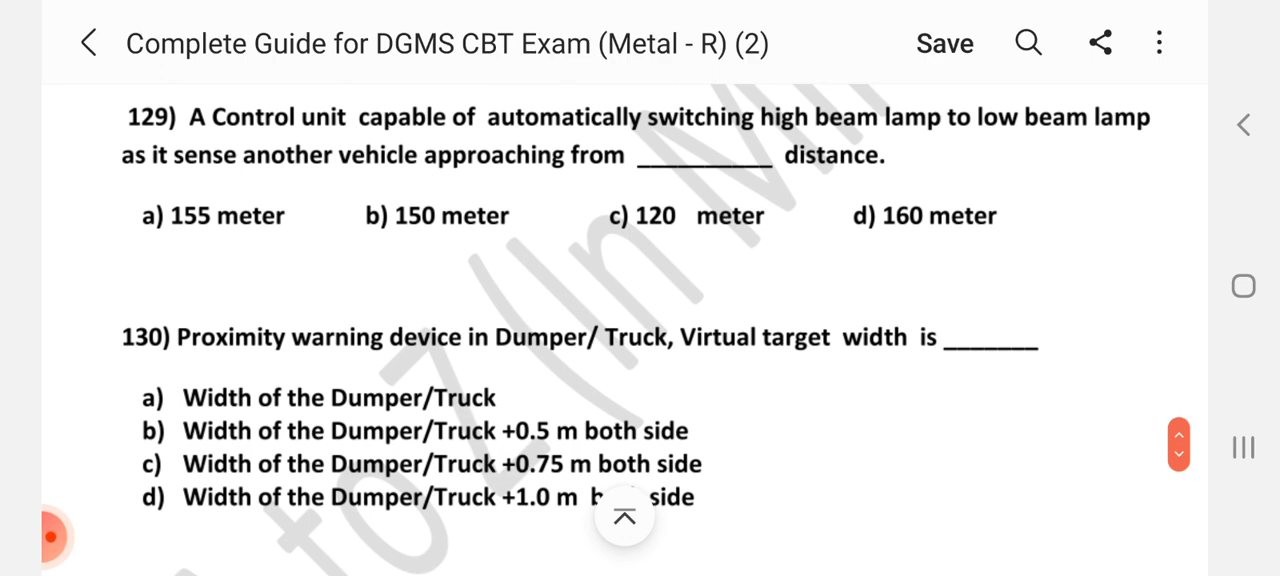 Complete Guide for DGMS CBT Exam (Metal - R) (2) Save
129) A Control unit capable of automatically switching high beam lamp to low beam lamp
as it sense another vehicle approaching from __________ distance.
a) 155 meter b) 150 meter c) 120 meter d) 160 meter
130) Proximity warning device in Dumper/ Truck, Virtual target width is _______
a) Width of the Dumper/Truck
b) Width of the Dumper/Truck +0.5 m both side
c) Width of the Dumper/Truck +0.75 m both side
d) Width of the Dumper/Truck +1.0 m side
to Z (In Mi